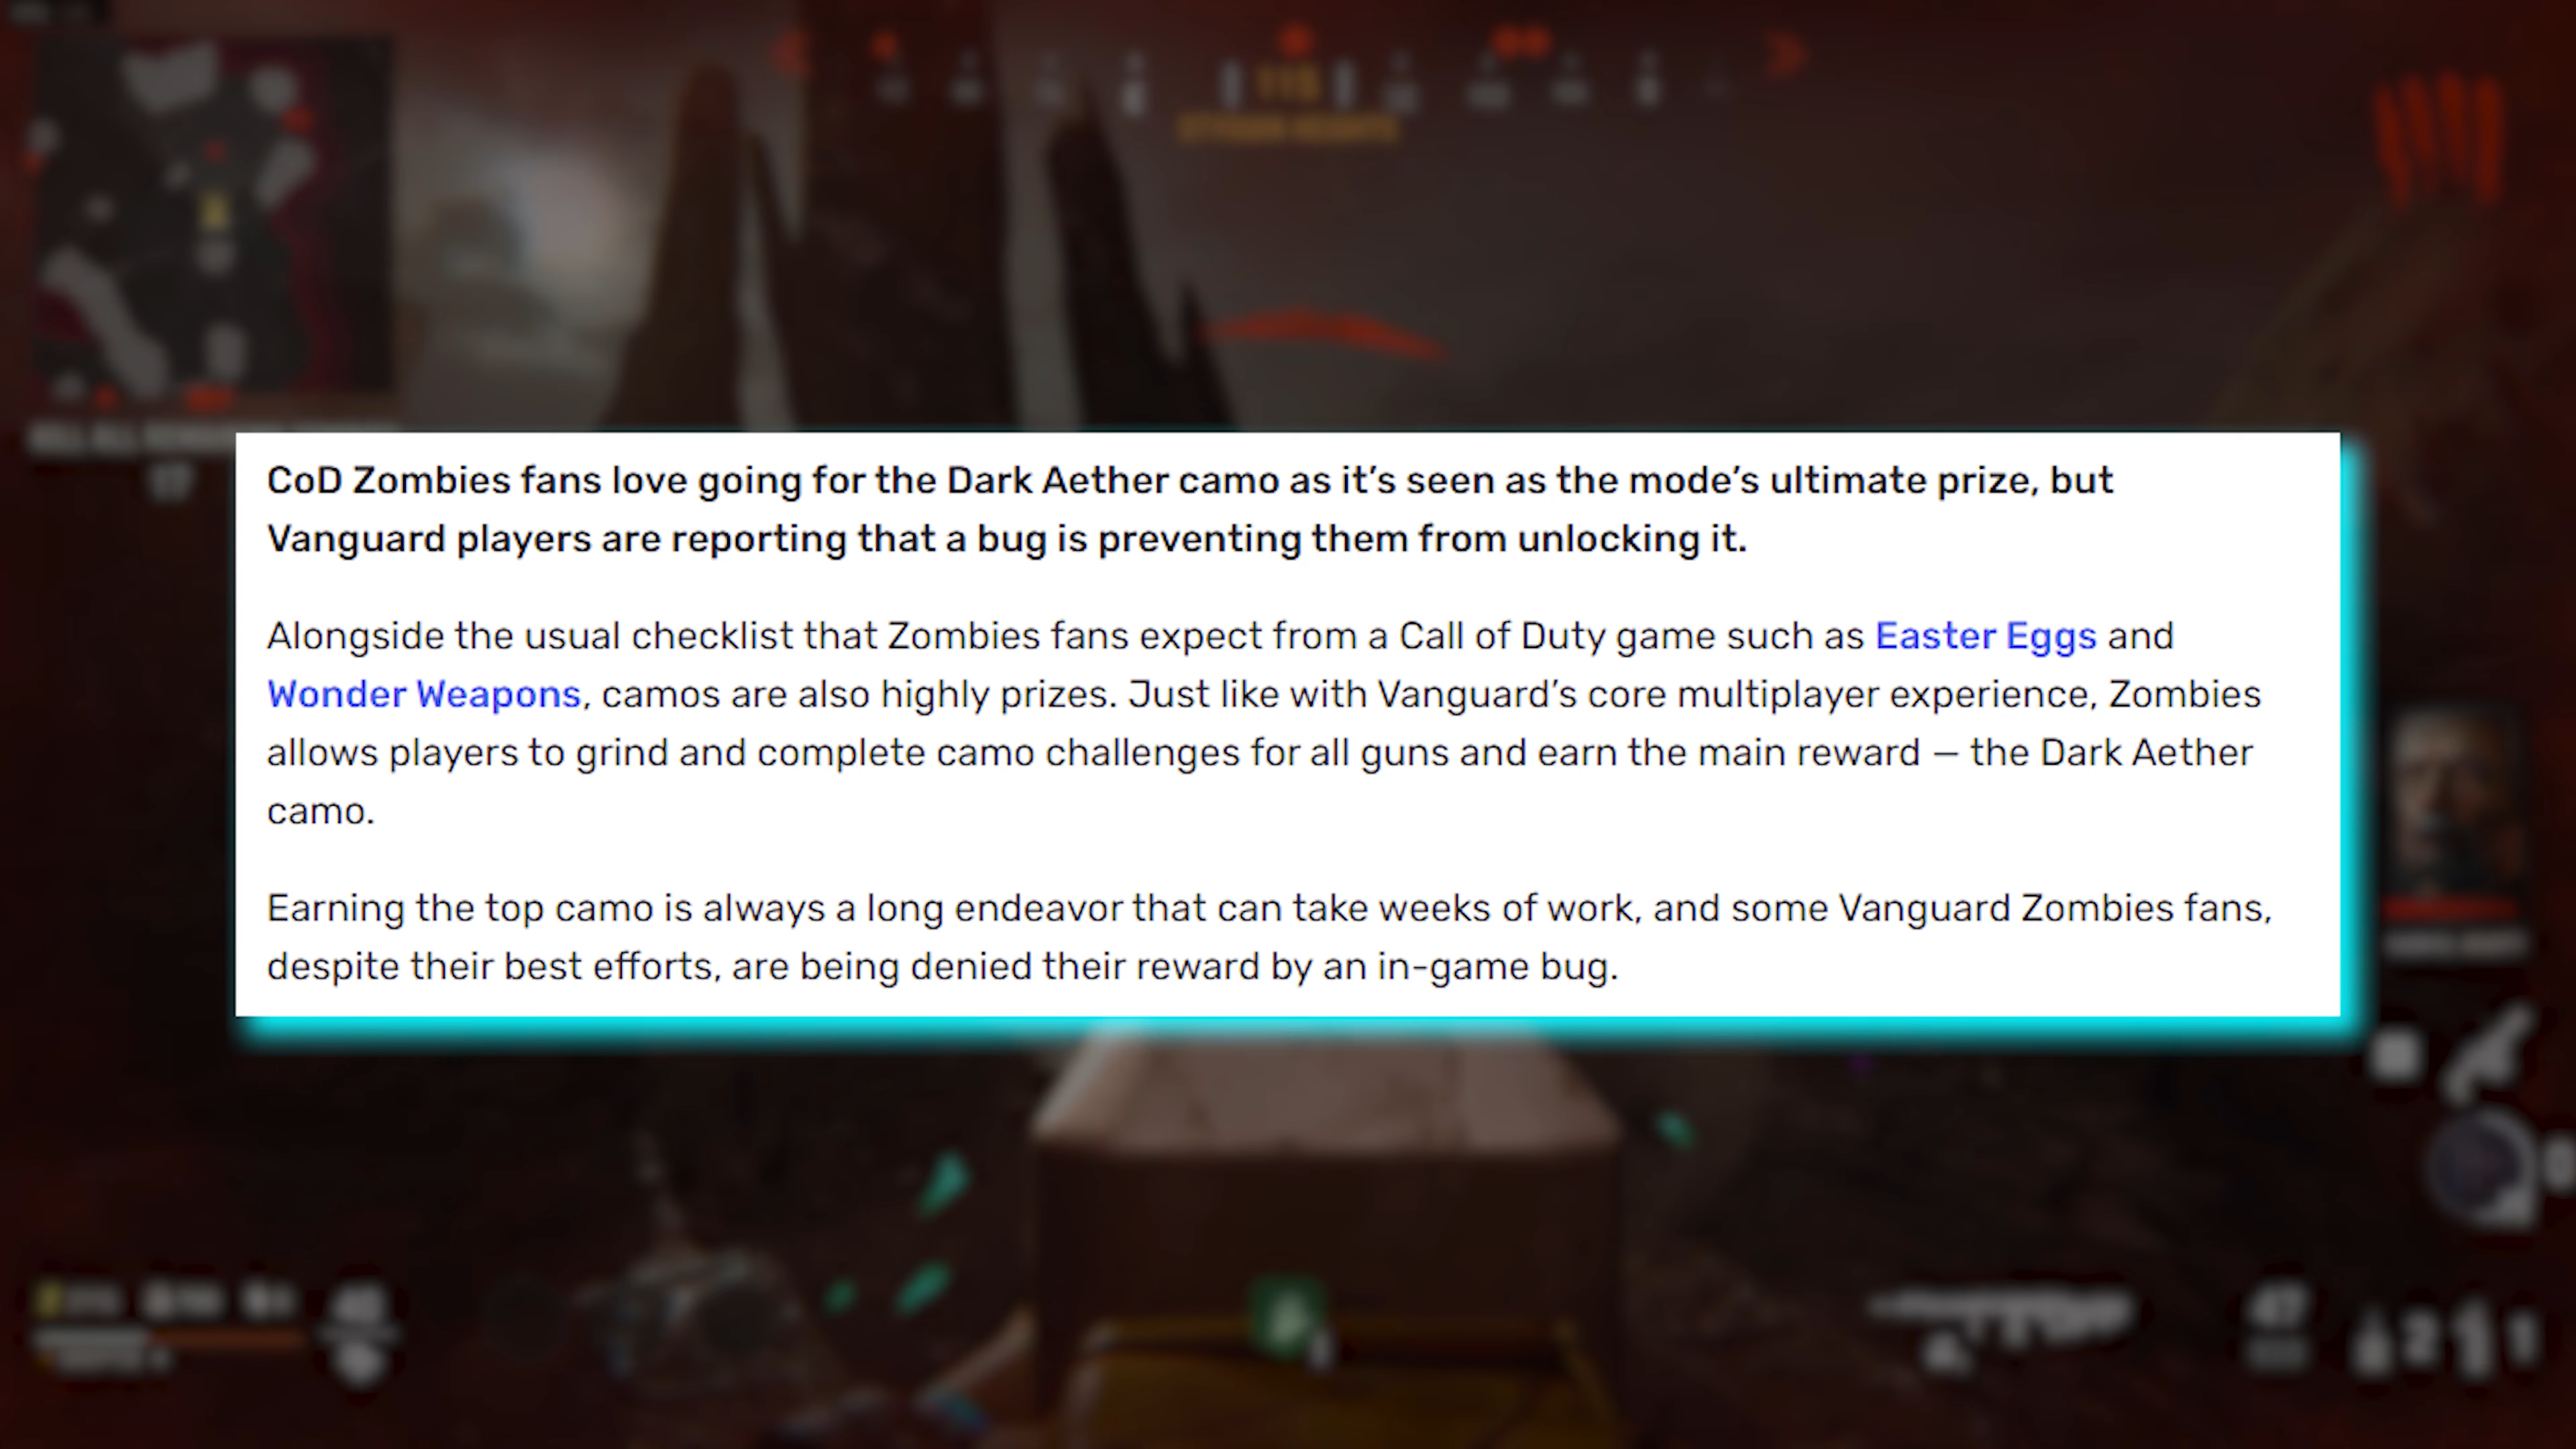 CoD Zombies fans love going for the Dark Aether camo as it's seen as the mode's ultimate prize, but
Vanguard players are reporting that a bug is preventing them from unlocking it.
Alongside the usual checklist that Zombies fans expect from a Call of Duty game such as Easter Eggs and
Wonder Weapons, camos are also highly prizes. Just like with Vanguard's core multiplayer experience, Zombies
allows players to grind and complete camo challenges for all guns and earn the main reward – the Dark Aether
camo.
Earning the top camo is always a long endeavor that can take weeks of work, and some Vanguard Zombies fans,
despite their best efforts, are being denied their reward by an in-game bug.
47
2
1